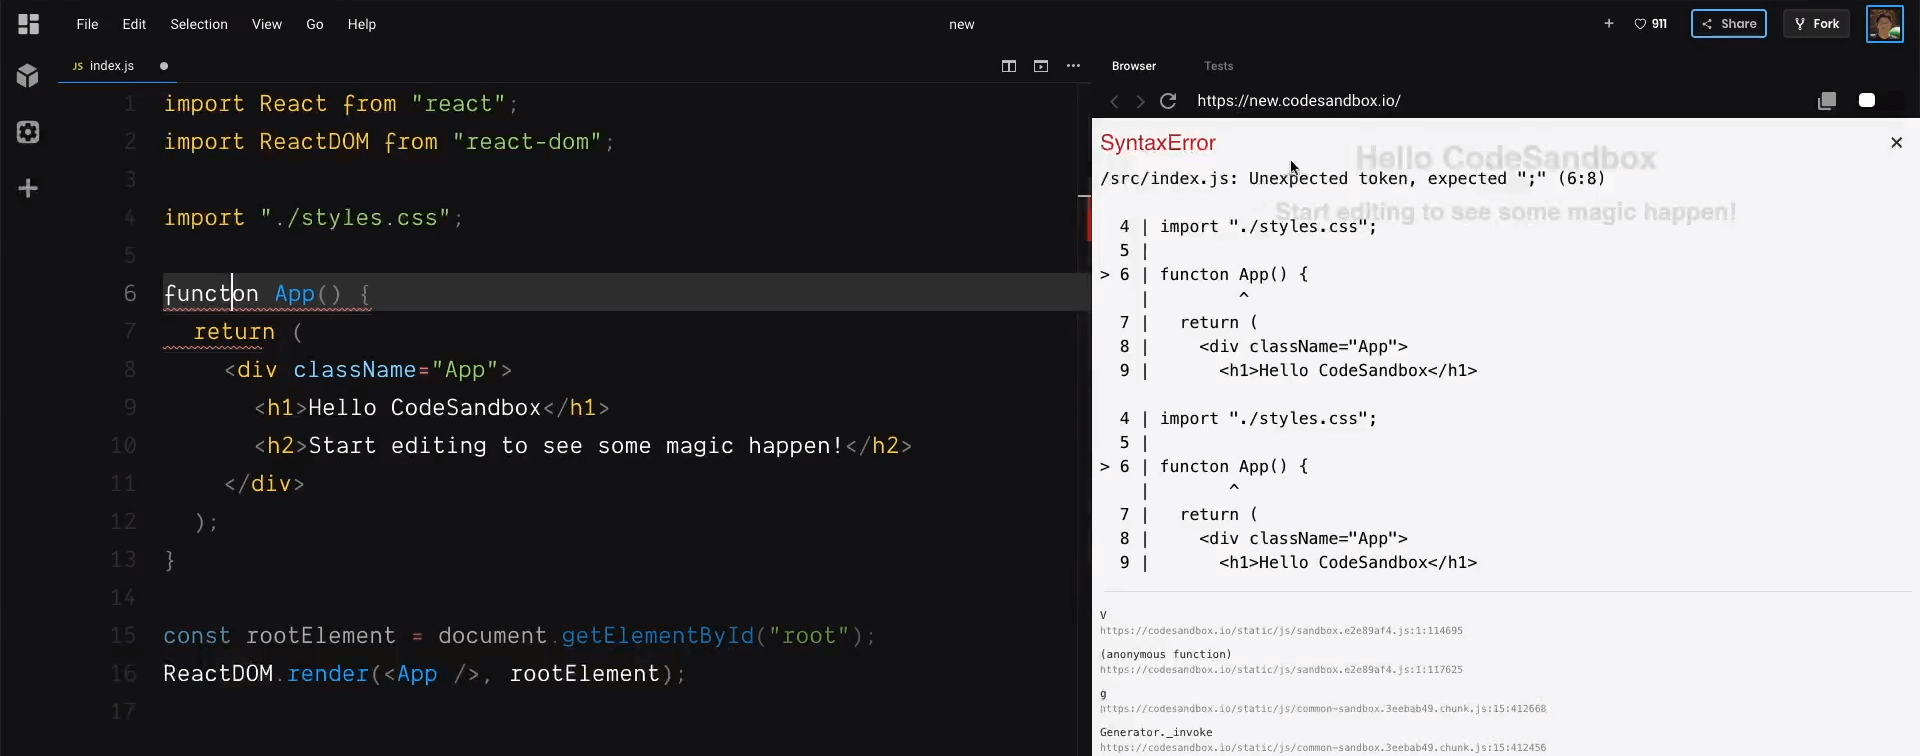 File Edit Selection View Go Help
new
+ 911 Share Fork
JS index.js
Browser Tests
https://new.codesandbox.io/
1 import React from "react";
2 import ReactDOM from "react-dom";
3
4 import "./styles.css";
5
6 functon App() {
7 return (
8 <div className="App">
9 <h1>Hello CodeSandbox</h1>
10 <h2>Start editing to see some magic happen!</h2>
11 </div>
12 );
13 }
14
15 const rootElement = document.getElementById("root");
16 ReactDOM.render(<App />, rootElement);
17
SyntaxError
Hello CodeSandbox
/src/index.js: Unexpected token, expected ";" (6:8)
Start editing to see some magic happen!
4 | import "./styles.css";
5 |
> 6 | functon App() {
| ^
7 | return (
8 | <div className="App">
9 | <h1>Hello CodeSandbox</h1>
4 | import "./styles.css";
5 |
> 6 | functon App() {
| ^
7 | return (
8 | <div className="App">
9 | <h1>Hello CodeSandbox</h1>
V
https://codesandbox.io/static/js/sandbox.e2e89af4.js:1:114695
(anonymous function)
https://codesandbox.io/static/js/sandbox.e2e89af4.js:1:117625
g
https://codesandbox.io/static/js/common-sandbox.3eebab49.chunk.js:15:412668
Generator._invoke
https://codesandbox.io/static/js/common-sandbox.3eebab49.chunk.js:15:412456